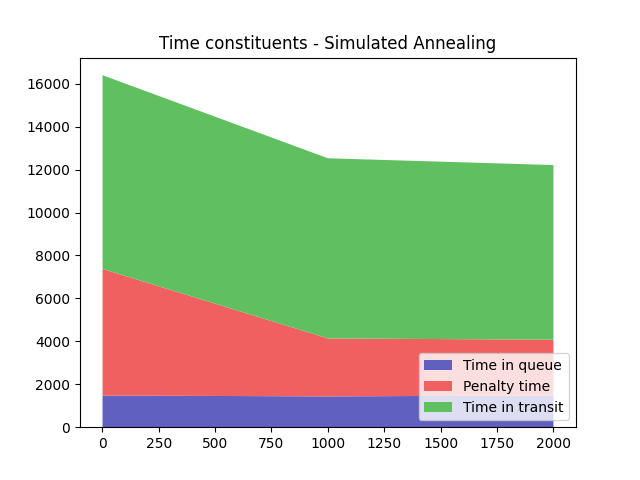 Time constituents - Simulated Annealing
16000
14000
12000
10000
8000
6000
4000
2000
0
Time in queue
Penalty time
Time in transit
0 250 500 750 1000 1250 1500 1750 2000